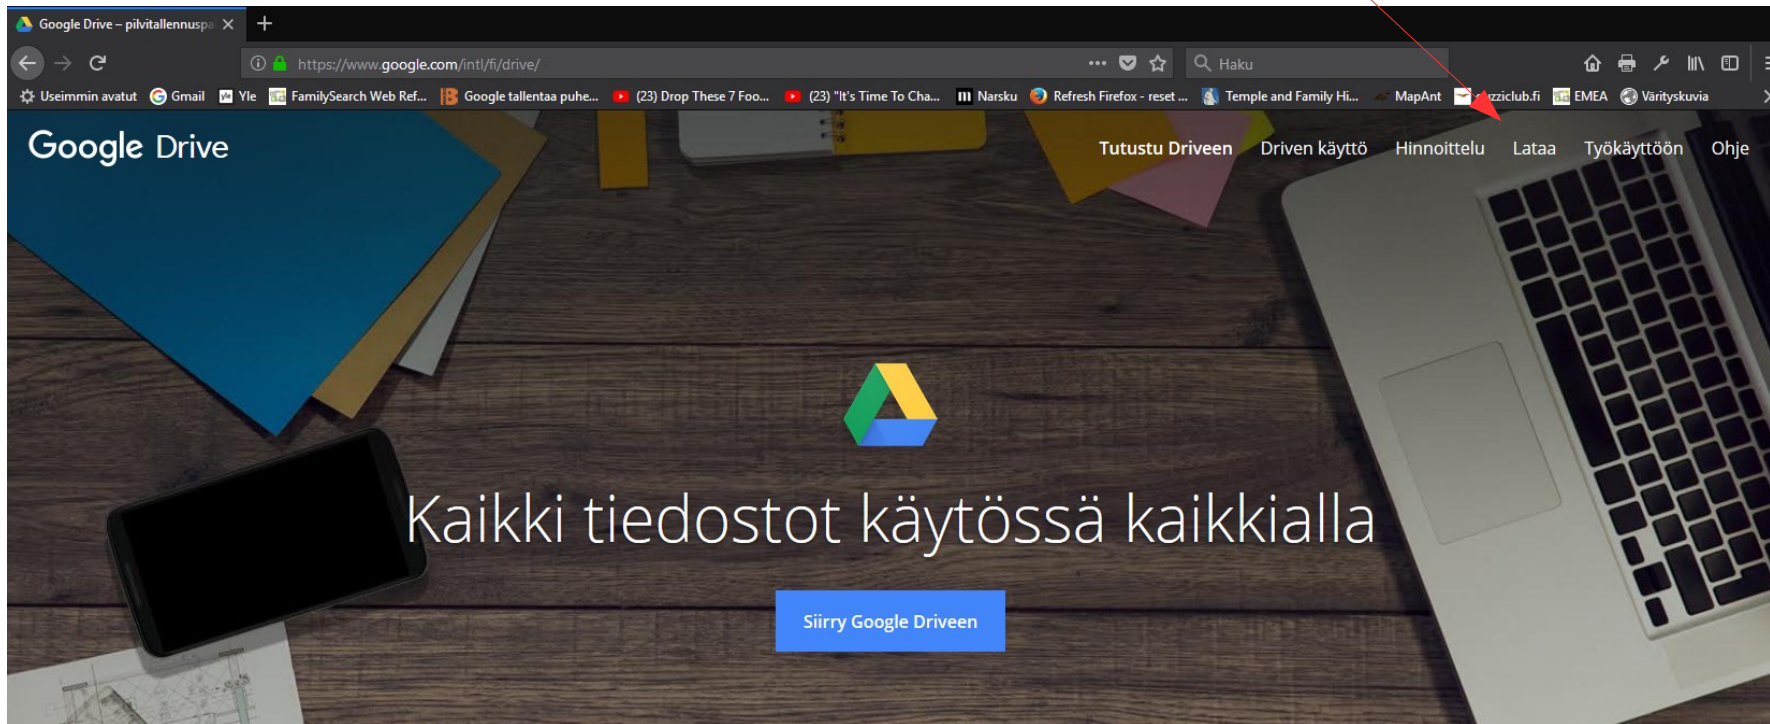 Google Drive – pilvitallennuspa
https://www.google.com/intl/fi/drive/
Haku
Useimmin avatut Gmail Yle FamilySearch Web Ref... Google tallentaa puhe... (23) Drop These 7 Foo... (23) "It's Time To Cha... Narsku Refresh Firefox - reset ... Temple and Family Hi... MapAnt EMEA Värityskuvia
Google Drive
Tutustu Driveen Driven käyttö Hinnoittelu Lataa Työkäyttöön Ohje
Kaikki tiedostot käytössä kaikkialla
Siirry Google Driveen